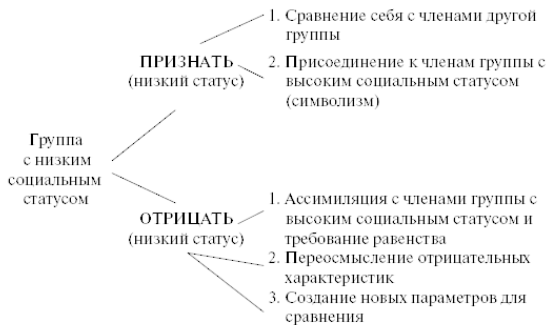 Группа
с низким
социальным
статусом
ПРИЗНАТЬ
(низкий статус)
1. Сравнение себя с членами другой
группы
2. Присоединение к членам группы с
высоким социальным статусом
(символизм)
ОТРИЦАТЬ
(низкий статус)
1. Ассимиляция с членами группы с
высоким социальным статусом и
требование равенства
2. Переосмысление отрицательных
характеристик
3. Создание новых параметров для
сравнения